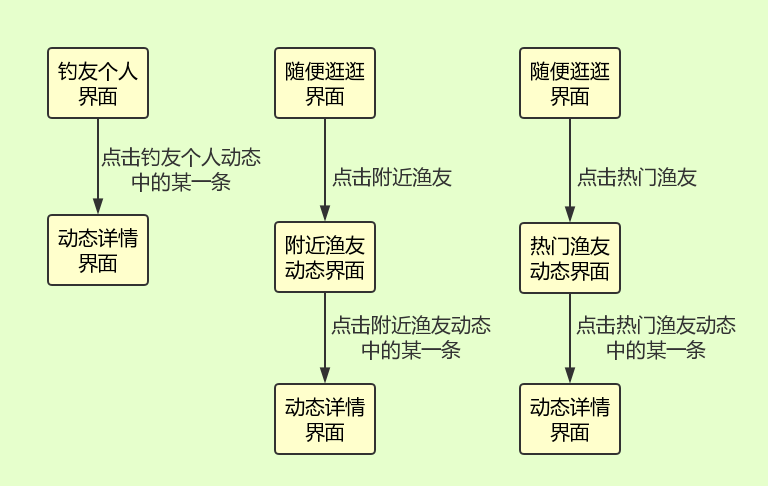 钓友个人
界面
点击钓友个人动态
中的某一条
动态详情
界面
随便逛逛
界面
点击附近渔友
附近渔友
动态界面
点击附近渔友动态
中的某一条
动态详情
界面
随便逛逛
界面
点击热门渔友
热门渔友
动态界面
点击热门渔友动态
中的某一条
动态详情
界面